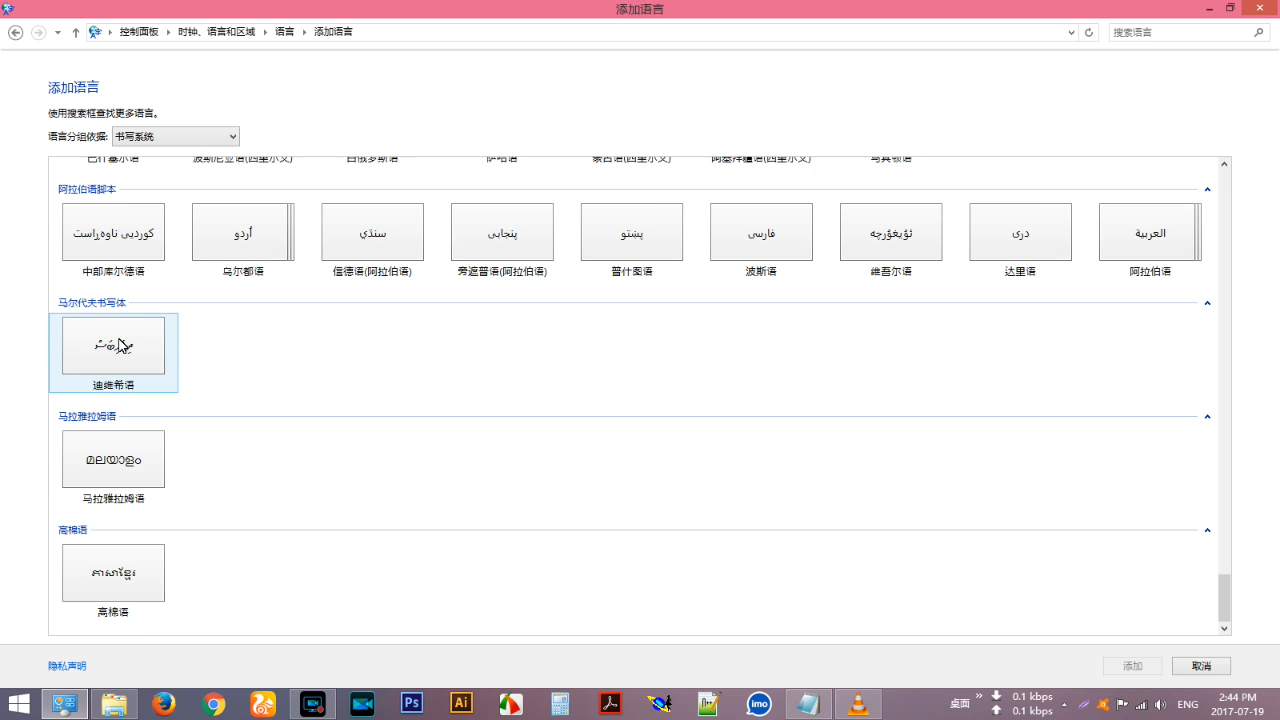 添加语言
控制面板 时钟、语言和区域 语言 添加语言
搜索语言
添加语言
使用搜索框查找更多语言。
语言分组依据: 书写系统
阿拉伯语脚本
كوردیی ناوەڕاست
اُردو
سنڌي
پنجابی
پښتو
فارسى
ئۇيغۇرچە
درى
العربية
中部库尔德语
乌尔都语
信德语(阿拉伯语)
旁遮普语(阿拉伯语)
普什图语
波斯语
维吾尔语
达里语
阿拉伯语
马尔代夫书写体
迪维希语
马拉雅拉姆语
മലയാളം
马拉雅拉姆语
高棉语
ភាសាខ្មែរ
高棉语
隐私声明
添加
取消
Ps
Ai
imo
桌面
0.1 kbps
0.1 kbps
ENG
2:44 PM
2017-07-19